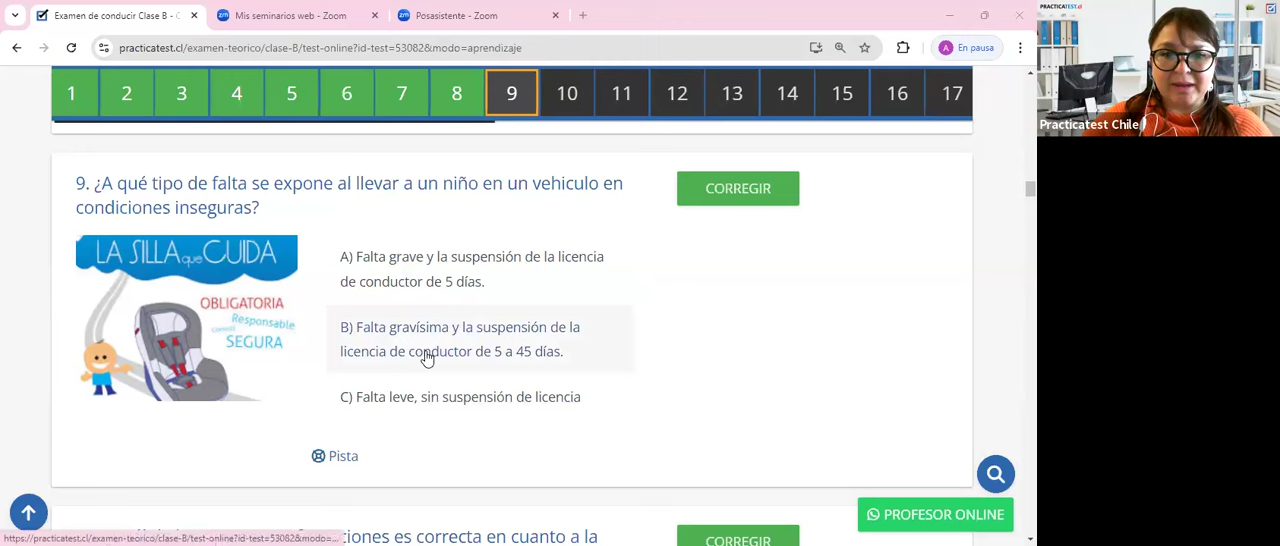 Examen de conducir Clase B - C
Mis seminarios web - Zoom
Posasistente - Zoom
practicatest.cl/examen-teorico/clase-B/test-online?id-test=53082&modo=aprendizaje
A
En pausa
PRACTICATEST.cl
Practicatest Chile
1 2 3 4 5 6 7 8 9 10 11 12 13 14 15 16 17
9. ¿A qué tipo de falta se expone al llevar a un niño en un vehiculo en
condiciones inseguras?
CORREGIR
LA SILLA que CUIDA
OBLIGATORIA
Responsable
SEGURA
A) Falta grave y la suspensión de la licencia
de conductor de 5 días.
B) Falta gravísima y la suspensión de la
licencia de conductor de 5 a 45 días.
C) Falta leve, sin suspensión de licencia
Pista
PROFESOR ONLINE
ciones es correcta en cuanto a la
CORREGIR
https://practicatest.cl/examen-teorico/clase-B/test-online?id-test=53082&modo=...